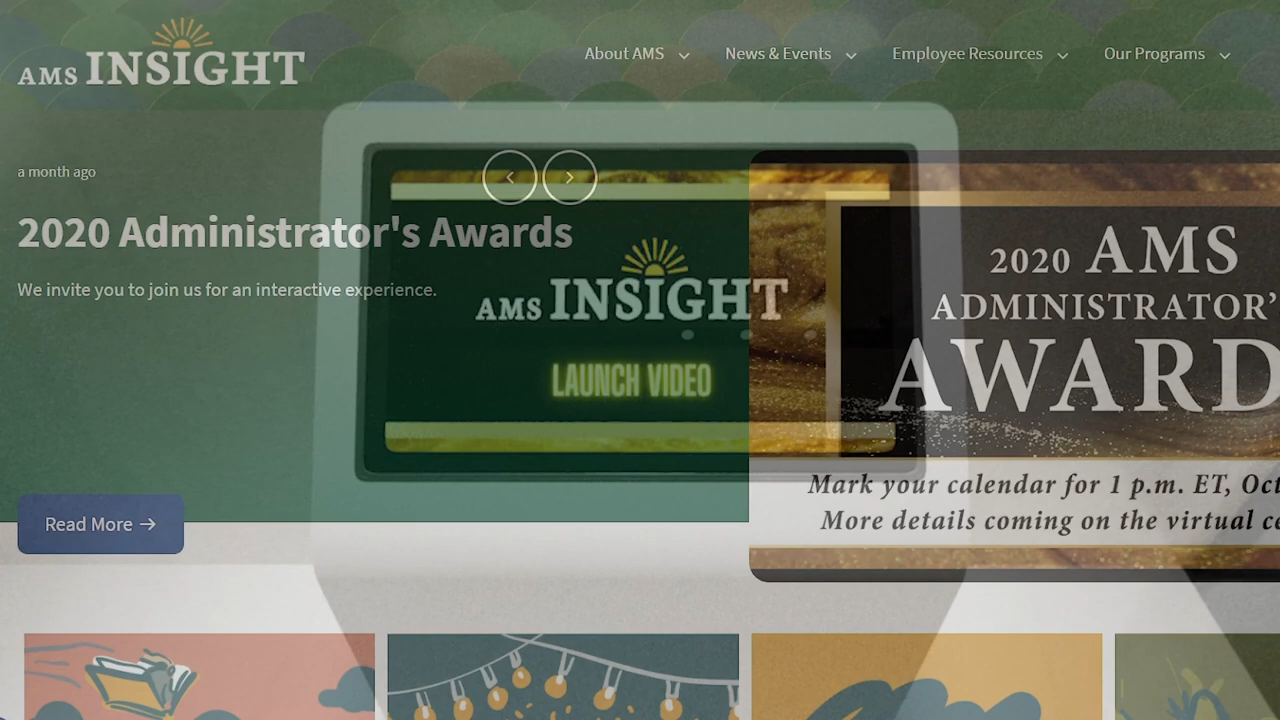 AMS INSIGHT
About AMS
News & Events
Employee Resources
Our Programs
a month ago
2020 Administrator's Awards
We invite you to join us for an interactive experience.
Read More →
AMS INSIGHT
LAUNCH VIDEO
2020 AMS
ADMINISTRATOR'
AWARD
Mark your calendar for 1 p.m. ET, Oct
More details coming on the virtual ce